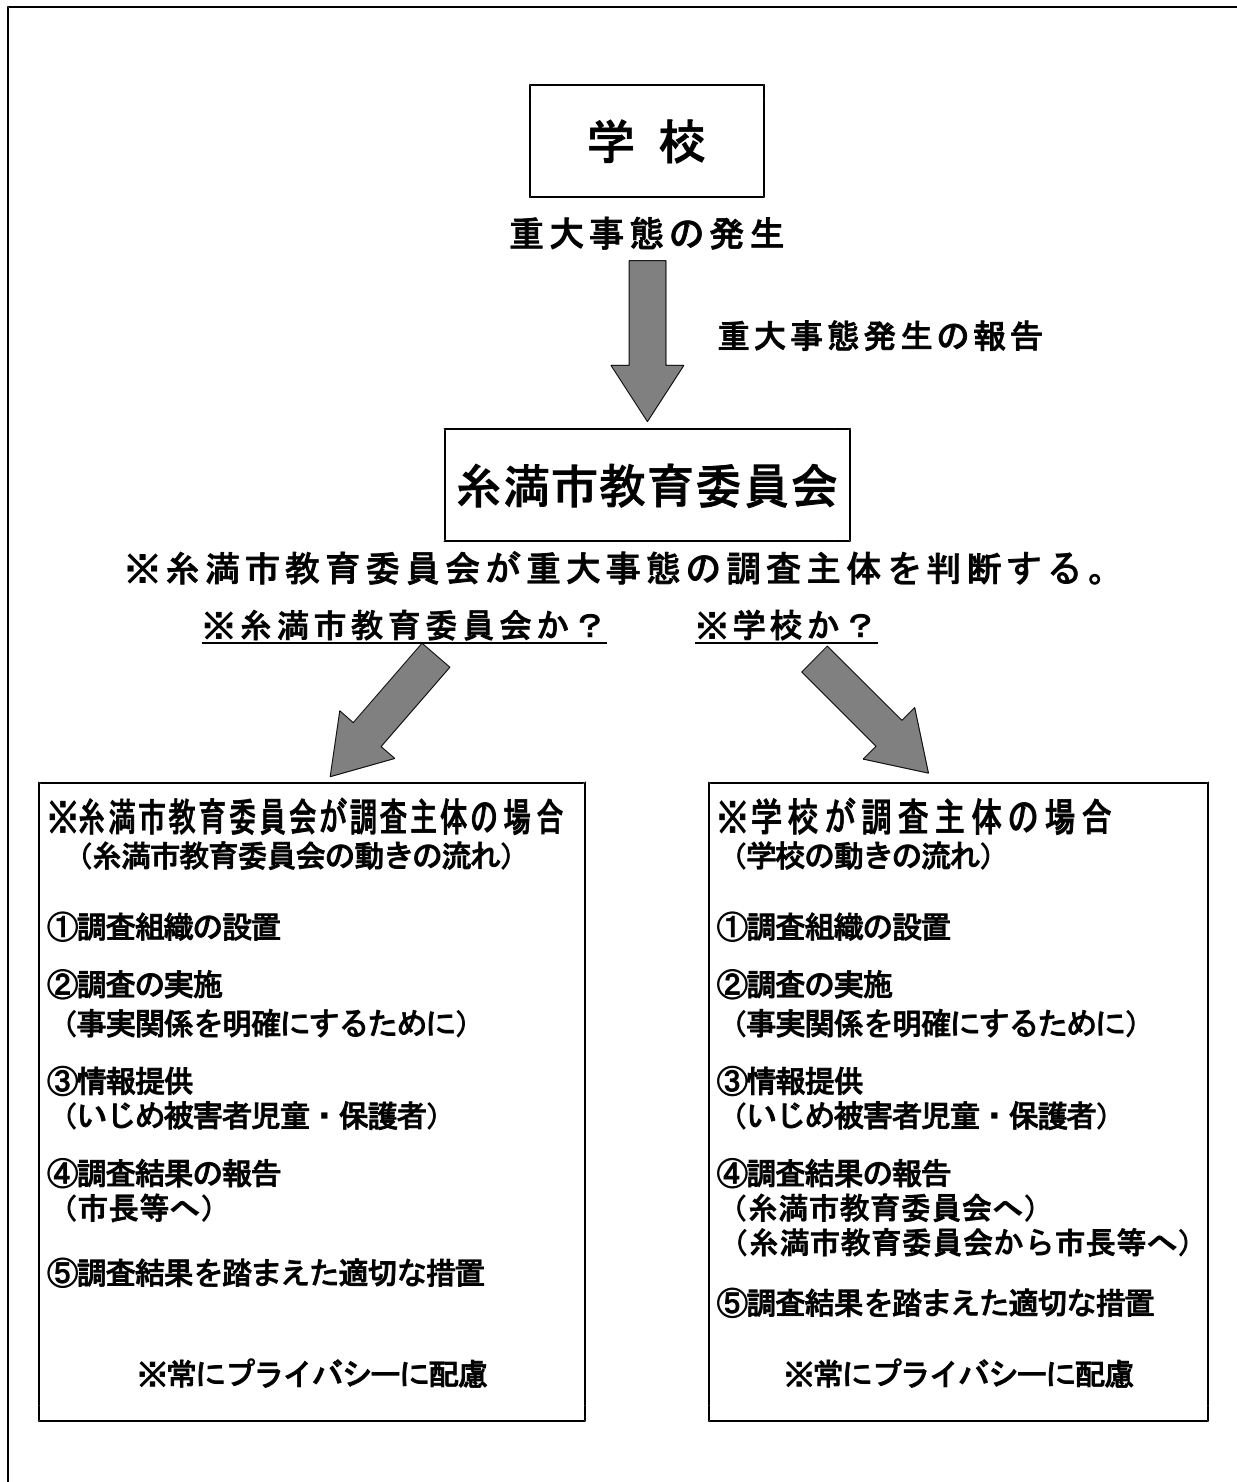 学校
重大事態の発生
重大事態発生の報告
糸満市教育委員会
※糸満市教育委員会が重大事態の調査主体を判断する。
※糸満市教育委員会か？
※学校か？
※糸満市教育委員会が調査主体の場合
（糸満市教育委員会の動きの流れ）
①調査組織の設置
②調査の実施
（事実関係を明確にするために）
③情報提供
（いじめ被害者児童・保護者）
④調査結果の報告
（市長等へ）
⑤調査結果を踏まえた適切な措置
※常にプライバシーに配慮
※学校が調査主体の場合
（学校の動きの流れ）
①調査組織の設置
②調査の実施
（事実関係を明確にするために）
③情報提供
（いじめ被害者児童・保護者）
④調査結果の報告
（糸満市教育委員会へ）
（糸満市教育委員会から市長等へ）
⑤調査結果を踏まえた適切な措置
※常にプライバシーに配慮